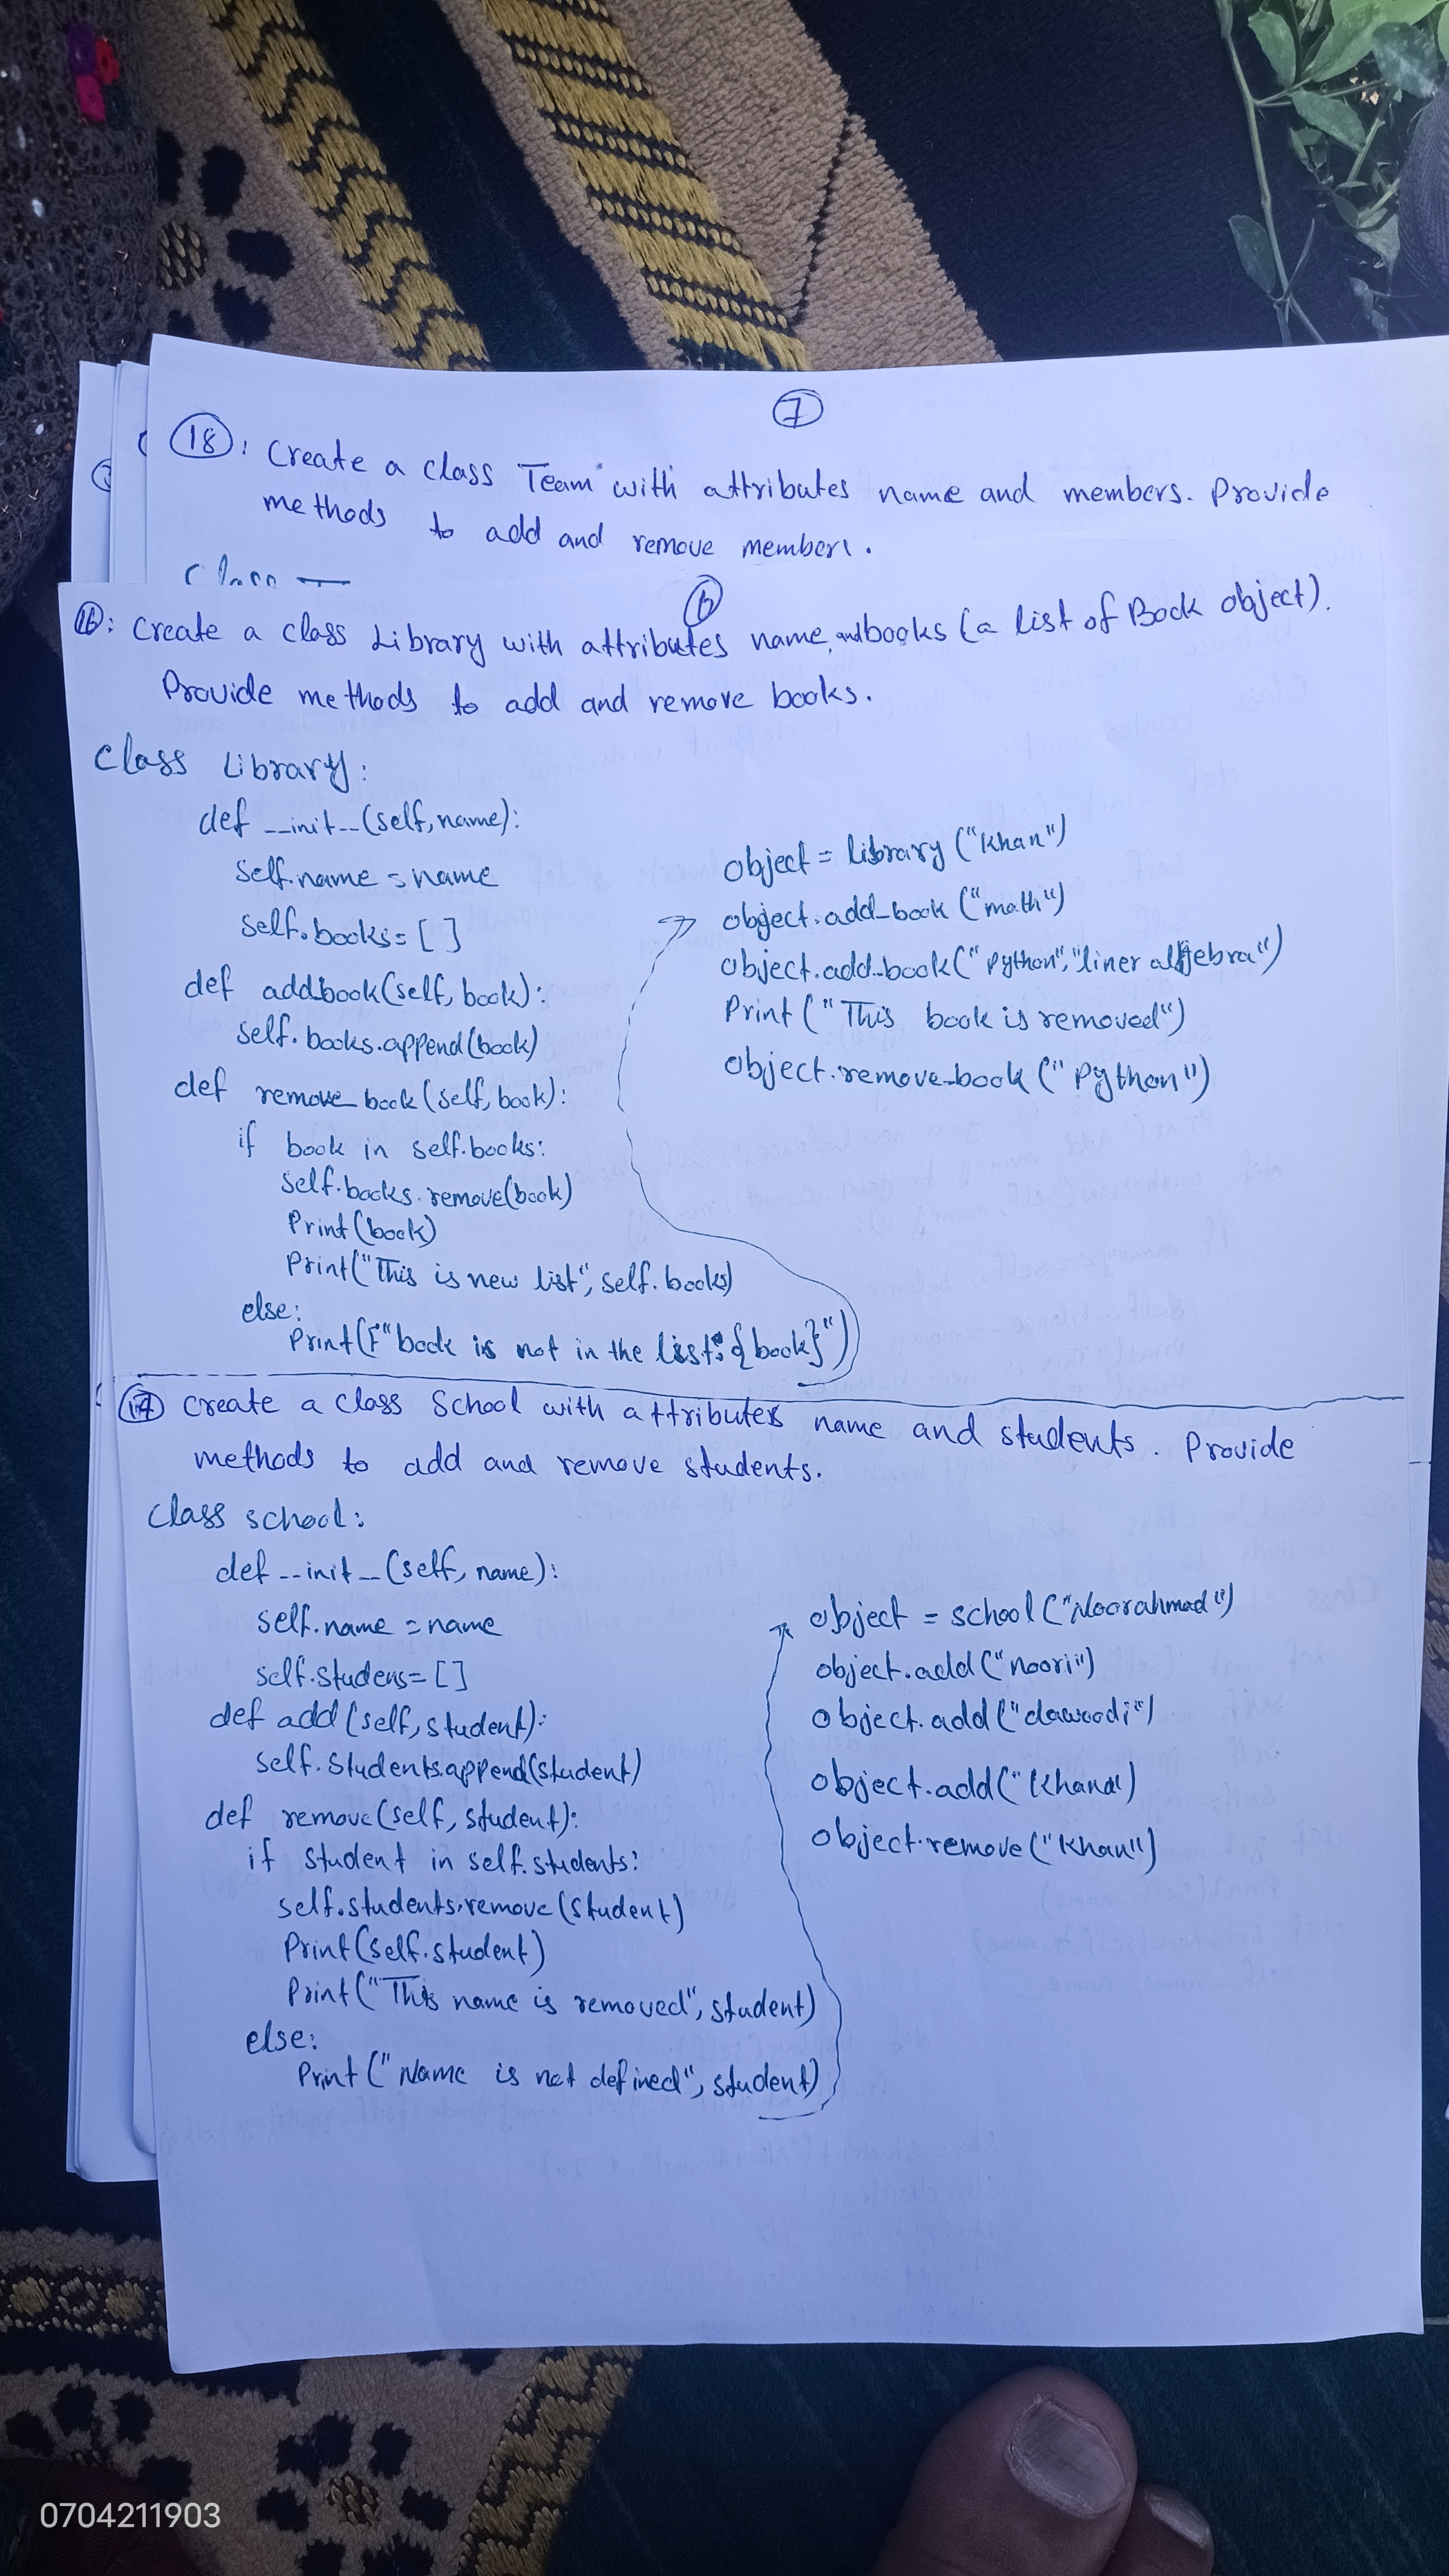 7
18: Create a class Team with attributes name and members. Provide
methods to add and remove members.
Class
6
16: Create a class Library with attributes name, and books (a list of Book object).
Provide methods to add and remove books.
Class Library:
def __init__(self, name):
self.name = name
self.books = [ ]
def addbook(self, book):
self.books.append(book)
def remove_book(self, book):
if book in self.books:
self.books.remove(book)
Print(book)
Print("This is new list", self.books)
else:
Print(F"book is not in the list:{book}")
object = library ("Khan")
object.add_book ("math")
object.add_book("Python","liner algebra")
Print("This book is removed")
object.remove_book ("Python")
17 Create a class School with attributes name and students. Provide
methods to add and remove students.
Class school:
def __init__(self, name):
self.name = name
self.studens = [ ]
def add (self, student):
self.students.append(student)
def remove(self, student):
if student in self.students:
self.students.remove(student)
Print(self.student)
Print("This name is removed", student)
else:
Print("Name is not defined", student)
object = school ("Noorahmad")
object.add("noori")
object.add("dawoodi")
object.add("Khana")
object.remove("Khan")
0704211903